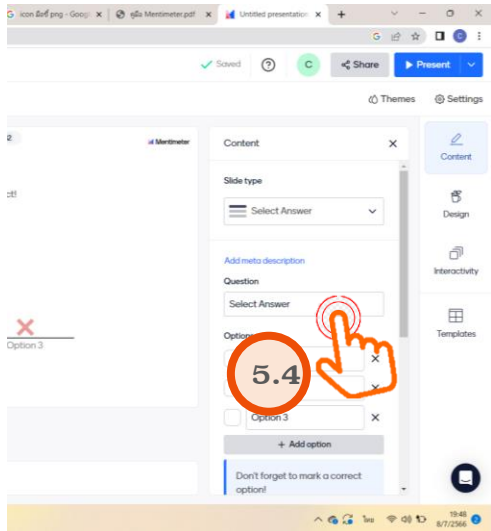 icon มือชี้ png - Goog
คู่มือ Mentimeter.pdf
Untitled presentation
Saved
C
Share
Present
Themes
Settings
2
Mentimeter
ct!
Option 3
Content
Slide type
Select Answer
Add meta description
Question
Select Answer
Options
5.4
Option 3
+ Add option
Don't forget to mark a correct
option!
Content
Design
Interactivity
Templates
ไทย
19:48
8/7/2566